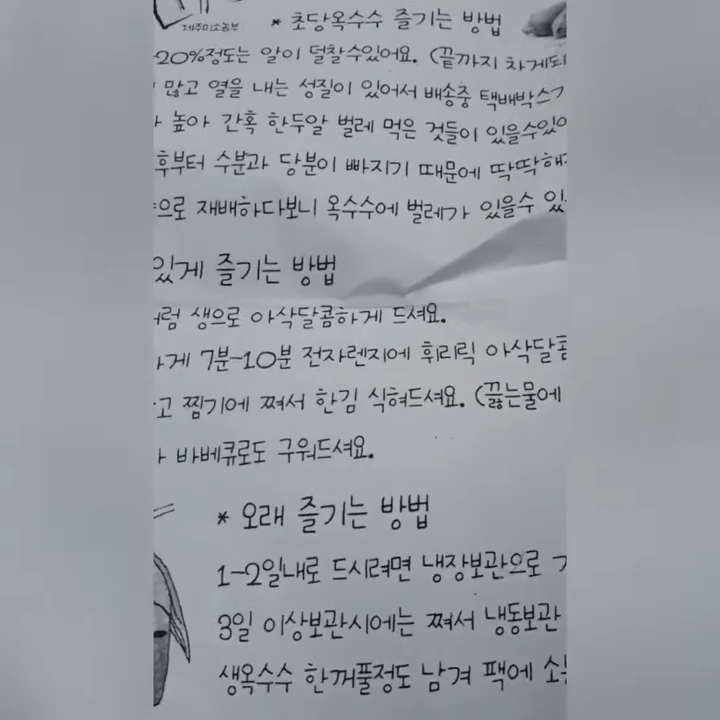 제주미소농부
* 초당옥수수 즐기는 방법
-20%정도는 알이 덜찰수있어요. (끝까지 차게되
많고 열을 내는 성질이 있어서 배송중 택배박스
높아 간혹 한두알 벌레 먹은 것들이 있을수있
후부터 수분과 당분이 빠지기 때문에 딱딱해
으로 재배하다보니 옥수수에 벌레가 있을수 있
있게 즐기는 방법
럼 생으로 아삭달콤하게 드셔요.
게 7분-10분 전자렌지에 휘리릭 아삭달콤
고 찜기에 쪄서 한김 식혀드셔요. (끓는물에
바베큐로도 구워드셔요.
* 오래 즐기는 방법
1-2일내로 드시려면 냉장보관으로
3일 이상보관시에는 쪄서 냉동보관
생옥수수 한꺼풀정도 남겨 팩에